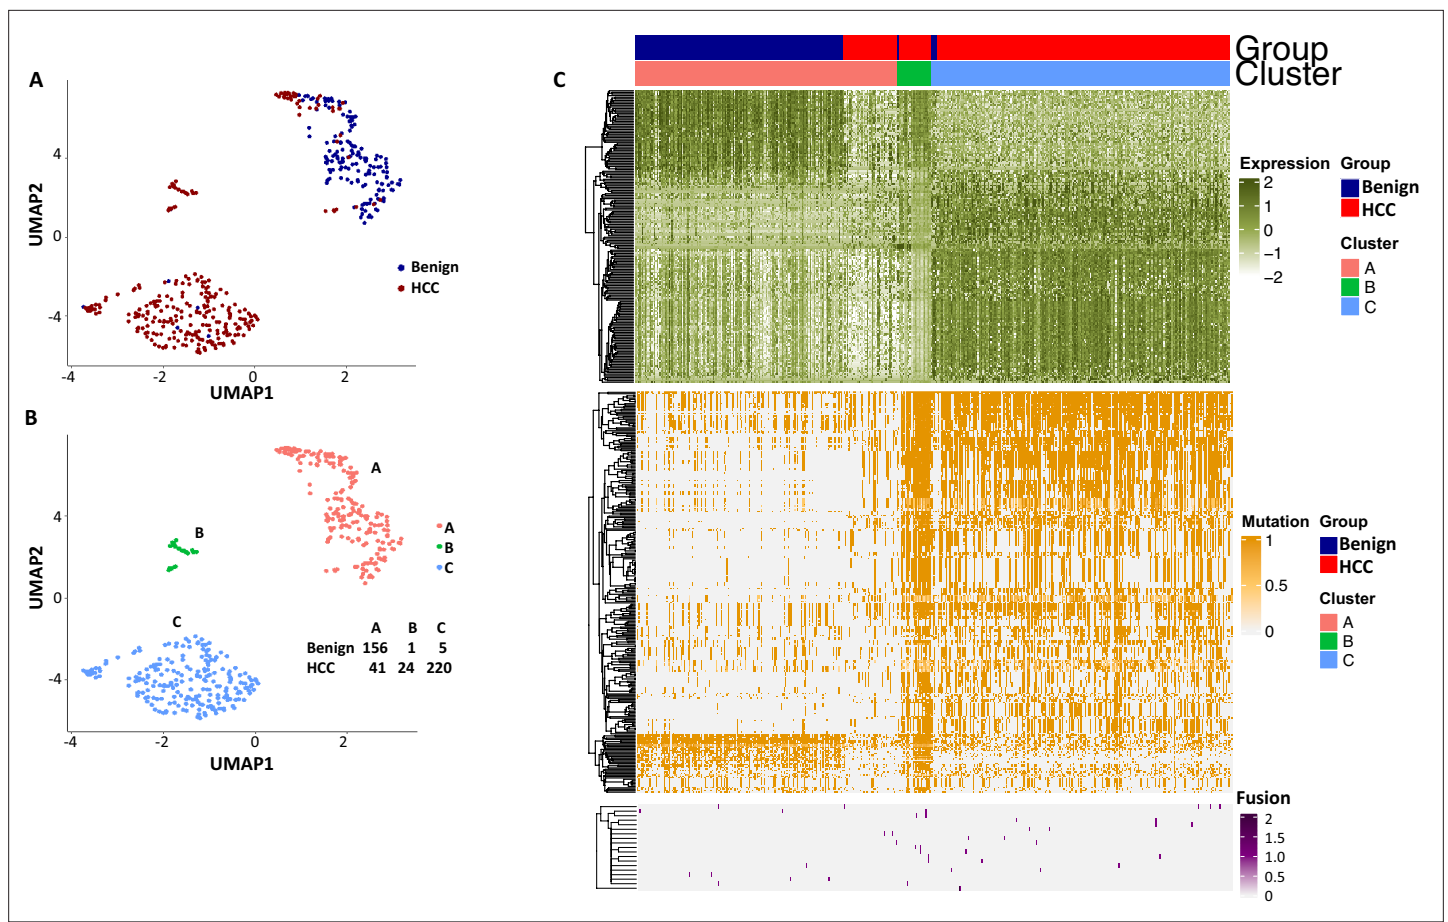 A
UMAP2
4
0
-4
Benign
HCC
-4
-2
0
2
UMAP1
B
UMAP2
4
0
-4
A
B
C
A
B
C
A B C
Benign 156 1 5
HCC 41 24 220
-4
-2
0
2
UMAP1
C
Group
Cluster
Expression
2
1
0
−1
−2
Group
Benign
HCC
Cluster
A
B
C
Mutation
1
0.5
0
Group
Benign
HCC
Cluster
A
B
C
Fusion
2
1.5
1.0
0.5
0